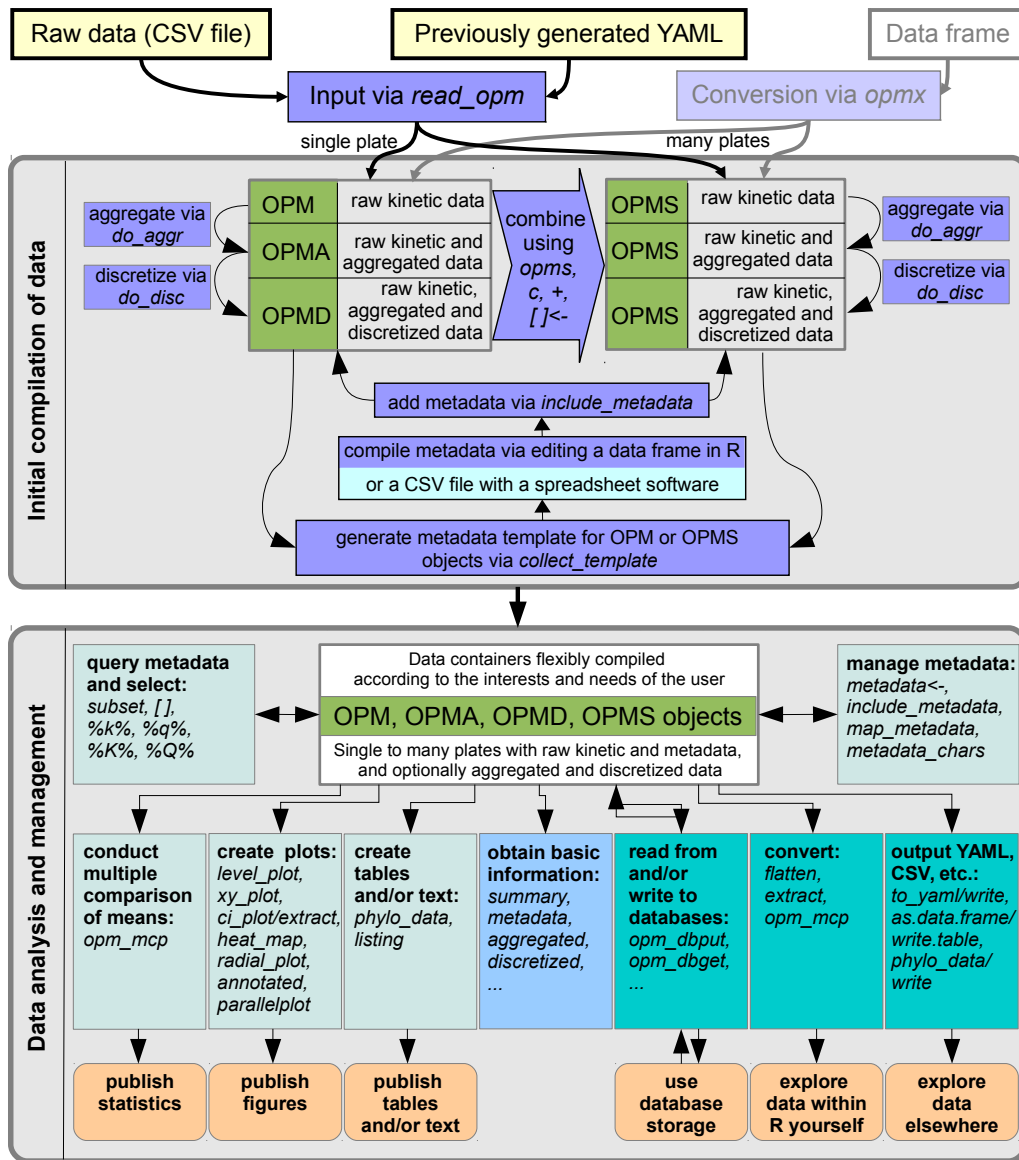 Raw data (CSV file)
Previously generated YAML
Data frame
Input via read_opm
Conversion via opmx
single plate
many plates
Initial compilation of data
aggregate via
do_aggr
discretize via
do_disc
OPM
raw kinetic data
OPMA
raw kinetic and
aggregated data
OPMD
raw kinetic,
aggregated and
discretized data
combine
using
opms,
c, +,
[ ]<-
OPMS
raw kinetic data
OPMS
raw kinetic and
aggregated data
OPMS
raw kinetic,
aggregated and
discretized data
aggregate via
do_aggr
discretize via
do_disc
add metadata via include_metadata
compile metadata via editing a data frame in R
or a CSV file with a spreadsheet software
generate metadata template for OPM or OPMS
objects via collect_template
Data analysis and management
query metadata
and select:
subset, [ ],
%k%, %q%,
%K%, %Q%
Data containers flexibly compiled
according to the interests and needs of the user
OPM, OPMA, OPMD, OPMS objects
Single to many plates with raw kinetic and metadata,
and optionally aggregated and discretized data
manage metadata:
metadata<-,
include_metadata,
map_metadata,
metadata_chars
conduct
multiple
comparison
of means:
opm_mcp
create plots:
level_plot,
xy_plot,
ci_plot/extract,
heat_map,
radial_plot,
annotated,
parallelplot
create
tables
and/or text:
phylo_data,
listing
obtain basic
information:
summary,
metadata,
aggregated,
discretized,
...
read from
and/or
write to
databases:
opm_dbput,
opm_dbget,
...
convert:
flatten,
extract,
opm_mcp
output YAML,
CSV, etc.:
to_yaml/write,
as.data.frame/
write.table,
phylo_data/
write
publish
statistics
publish
figures
publish
tables
and/or text
use
database
storage
explore
data within
R yourself
explore
data
elsewhere